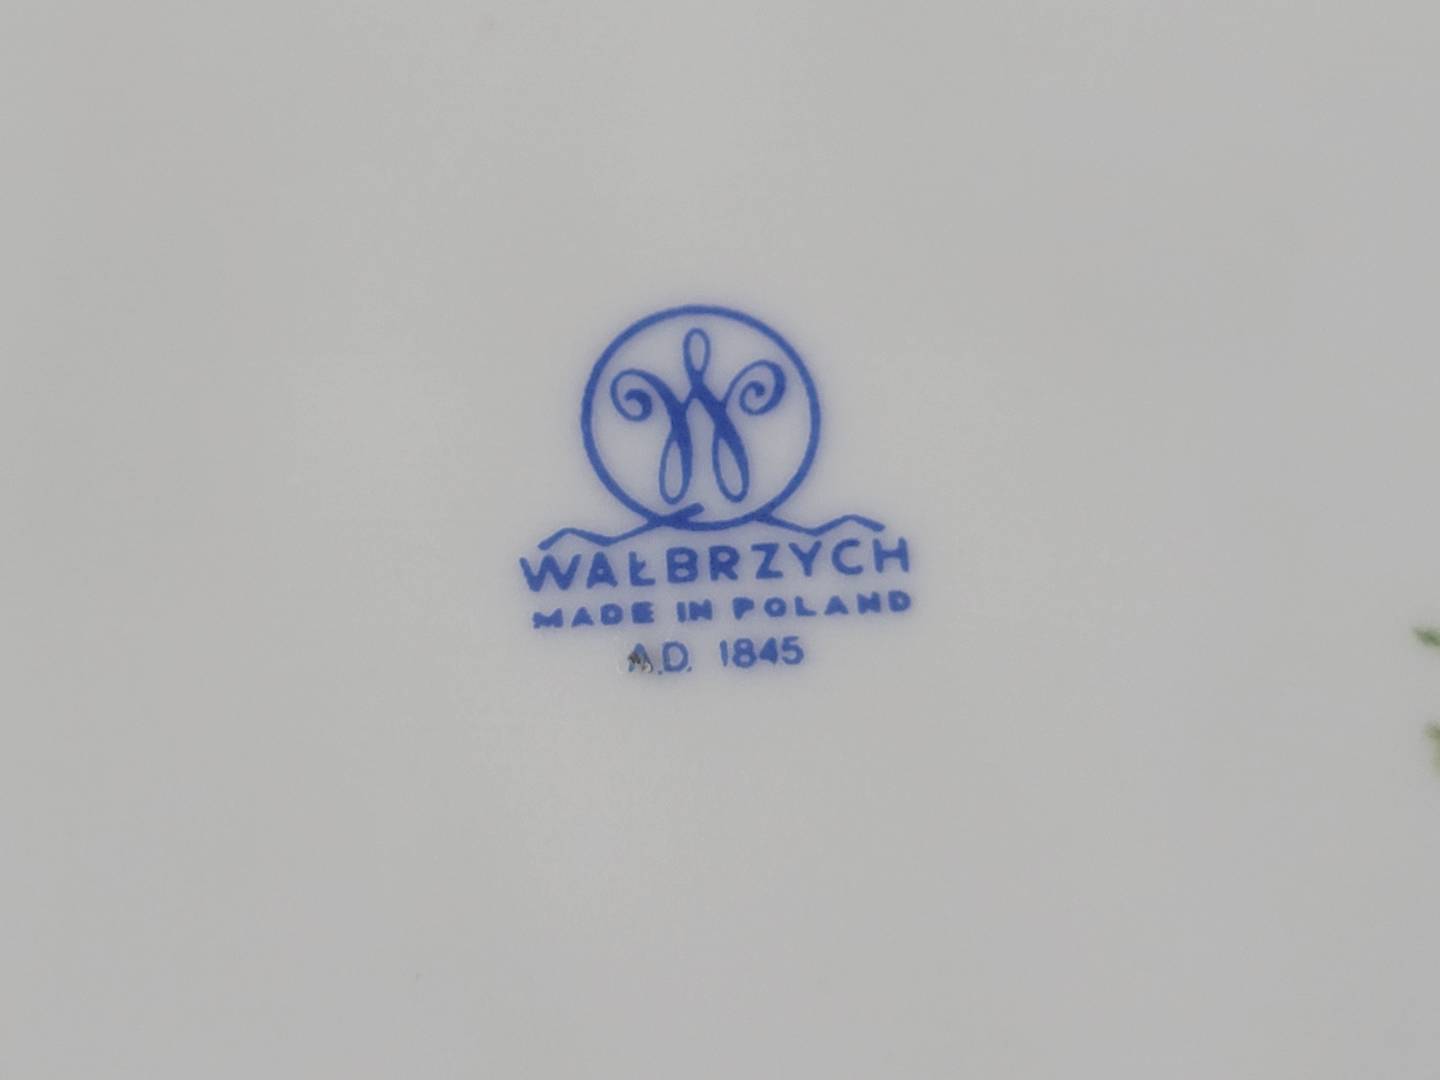 W
WAŁBRZYCH
MADE IN POLAND
A.D. 1845